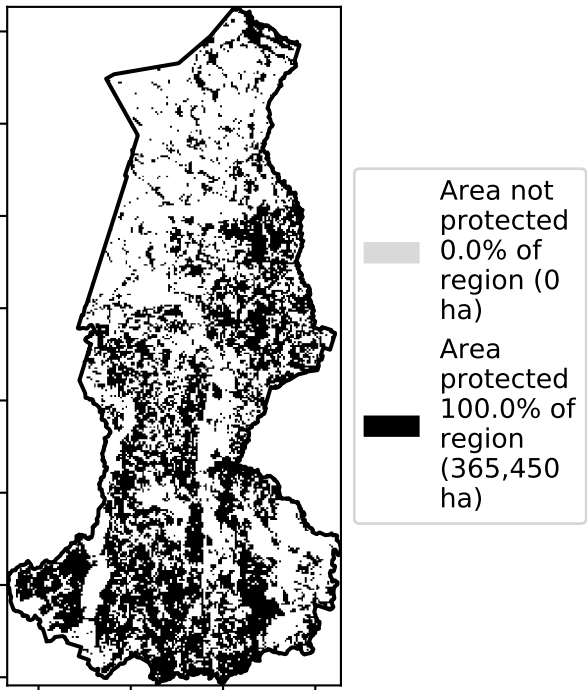 Area not
protected
0.0% of
region (0
ha)
Area
protected
100.0% of
region
(365,450
ha)